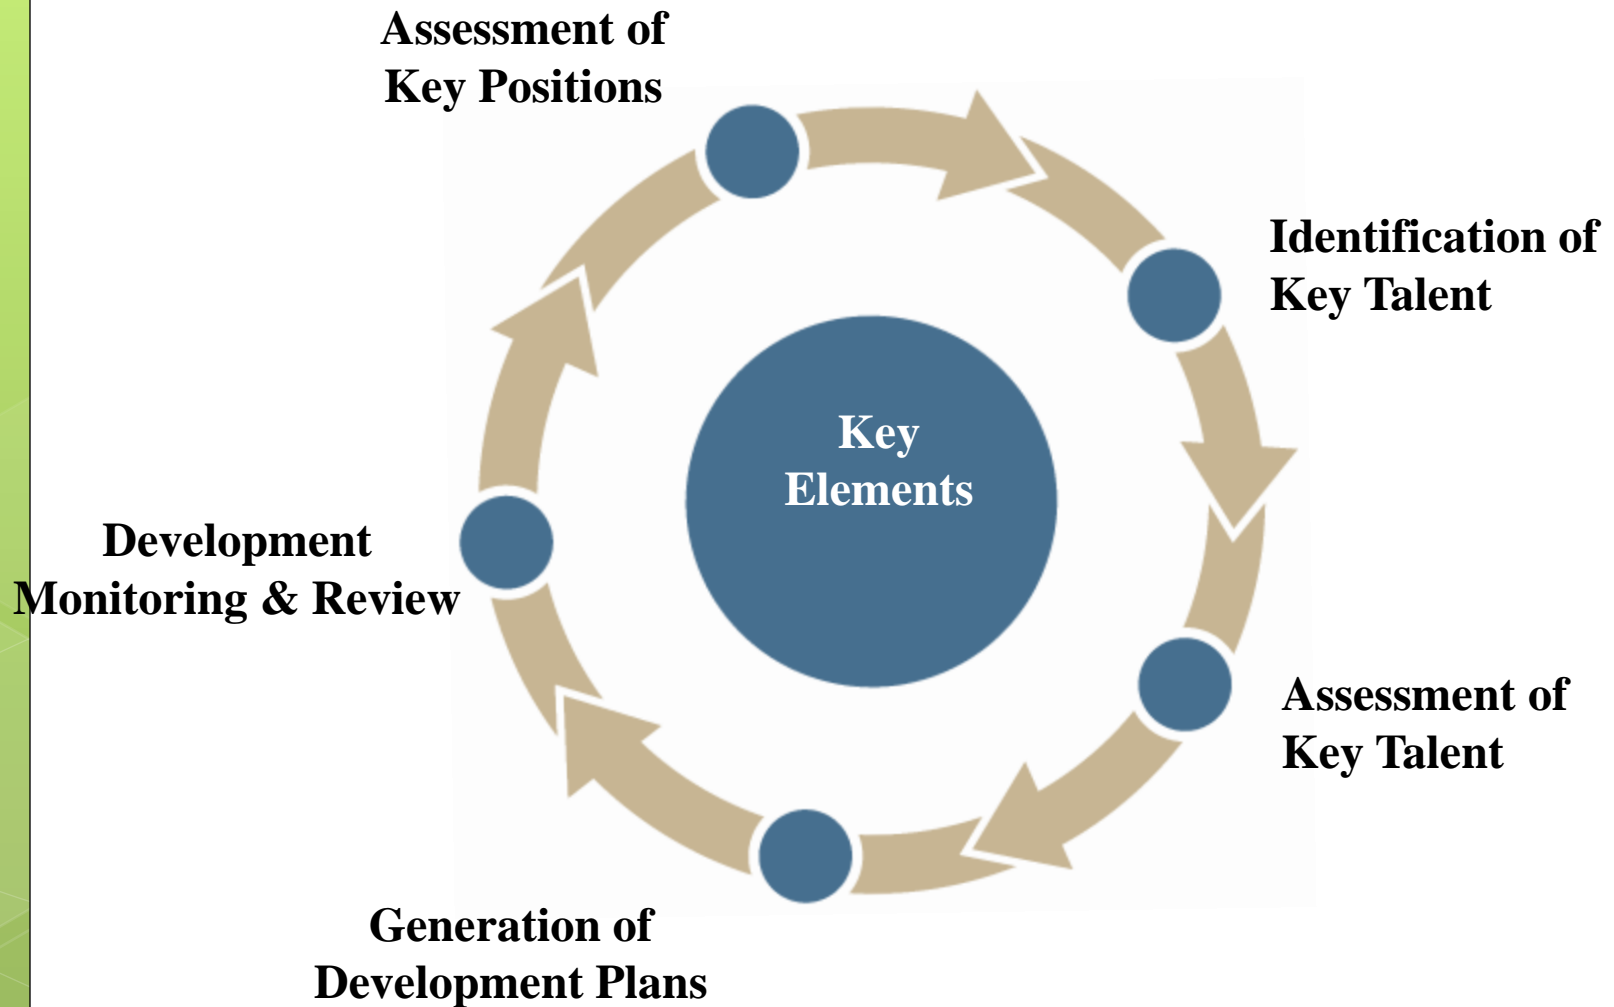 Assessment of
Key Positions
Identification of
Key Talent
Key
Elements
Development
Monitoring & Review
Assessment of
Key Talent
Generation of
Development Plans